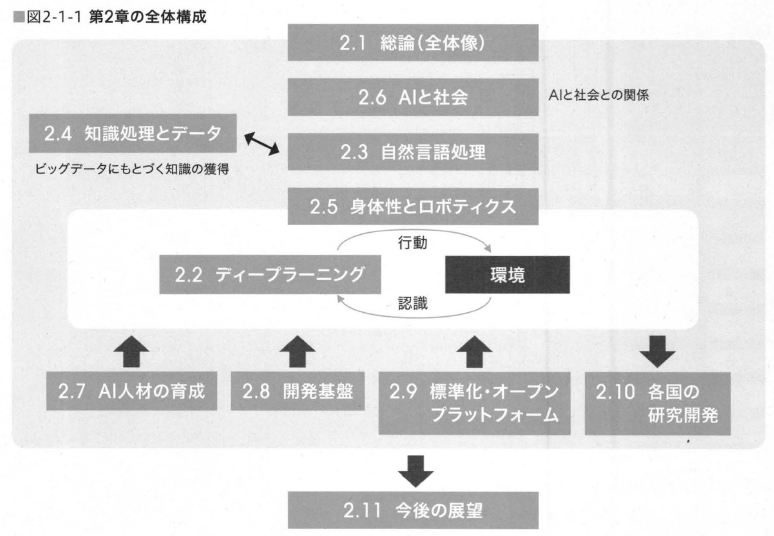 ■図2-1-1 第2章の全体構成
2.1 総論（全体像）
2.6 AIと社会
AIと社会との関係
2.4 知識処理とデータ
ビッグデータにもとづく知識の獲得
2.3 自然言語処理
2.5 身体性とロボティクス
行動
2.2 ディープラーニング
環境
認識
2.7 AI人材の育成
2.8 開発基盤
2.9 標準化・オープン
プラットフォーム
2.10 各国の
研究開発
2.11 今後の展望